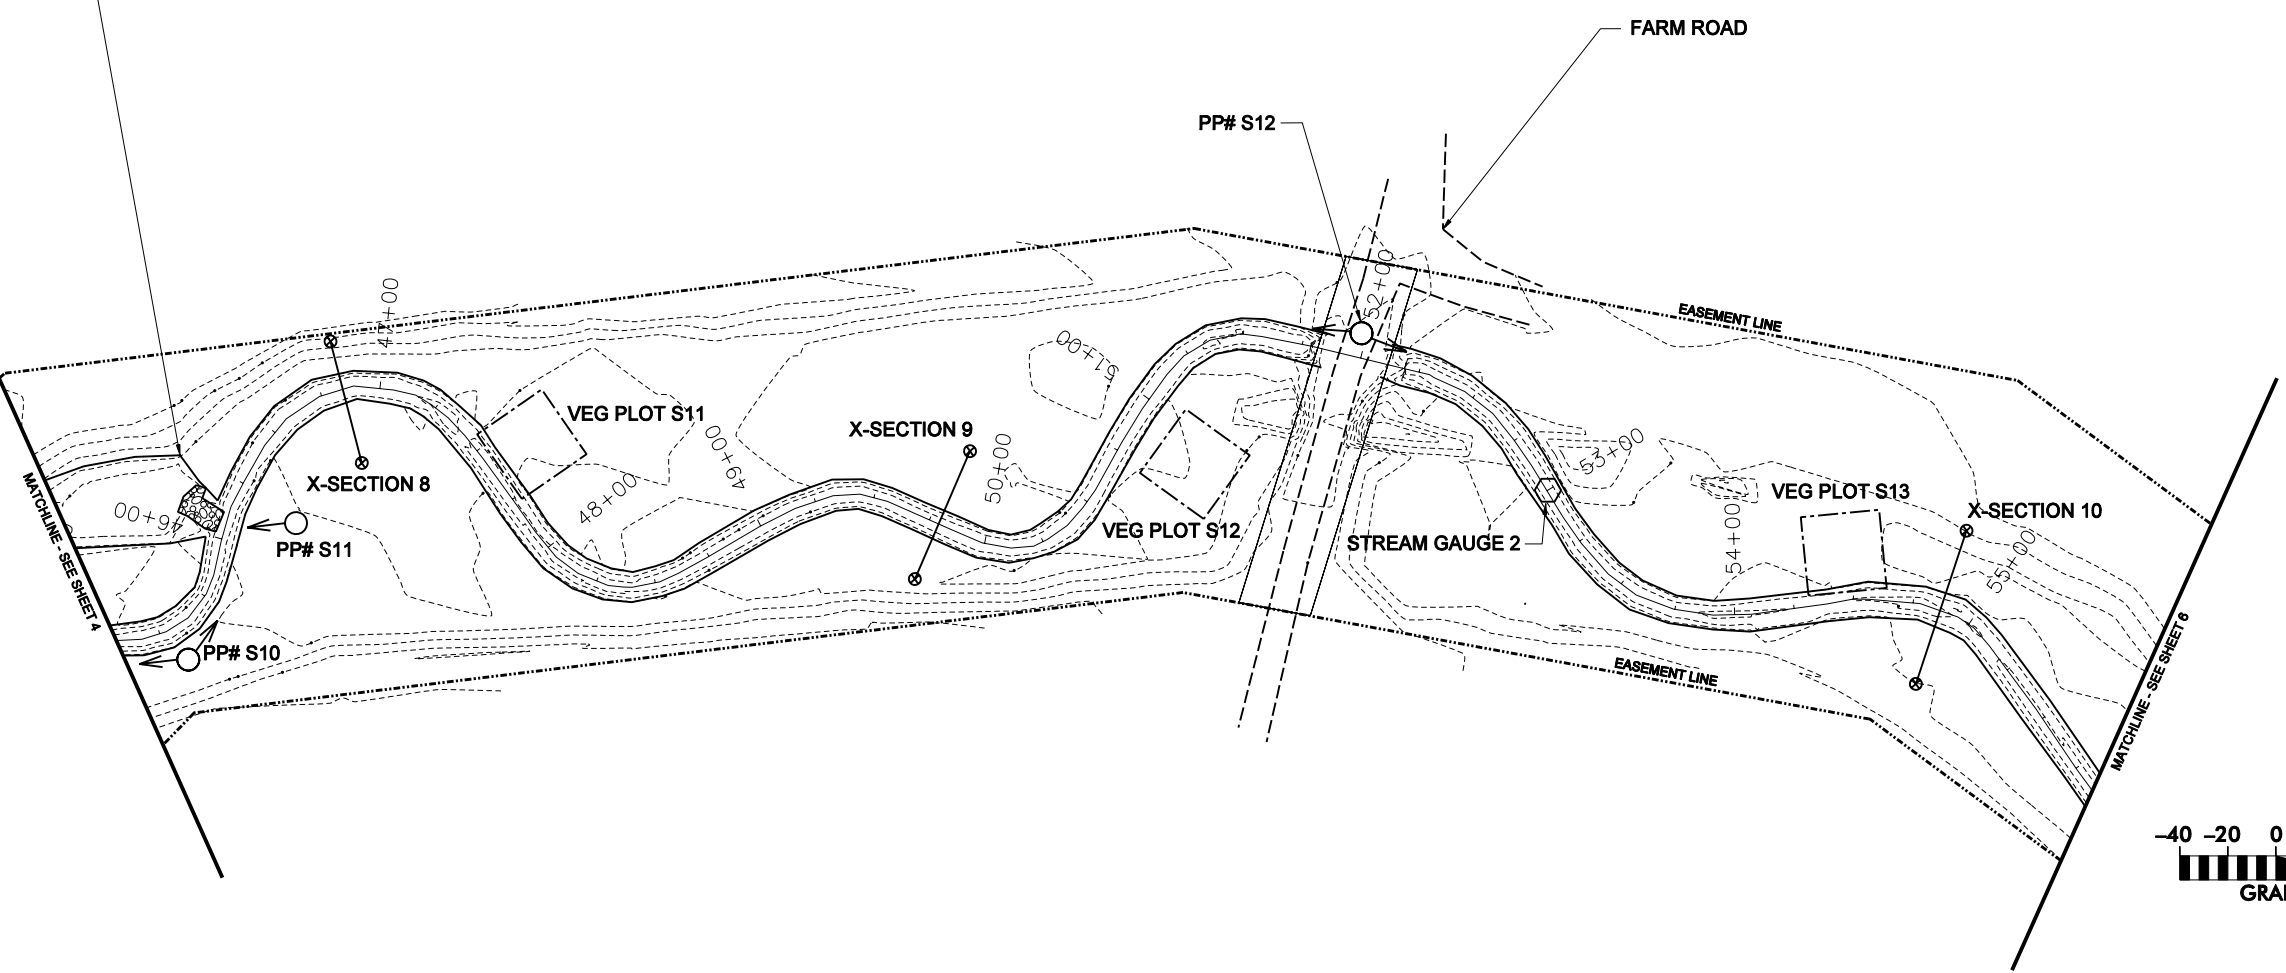 FARM ROAD
PP# S12
52+00
47+00
EASEMENT LINE
51+00
VEG PLOT S11
X-SECTION 9
49+00
50+00
53+00
X-SECTION 8
48+00
VEG PLOT S13
X-SECTION 10
46+00
VEG PLOT S12
54+00
STREAM GAUGE 2
PP# S11
55+00
MATCHLINE - SEE SHEET 4
PP# S10
EASEMENT LINE
MATCHLINE - SEE SHEET 6
-40 -20 0